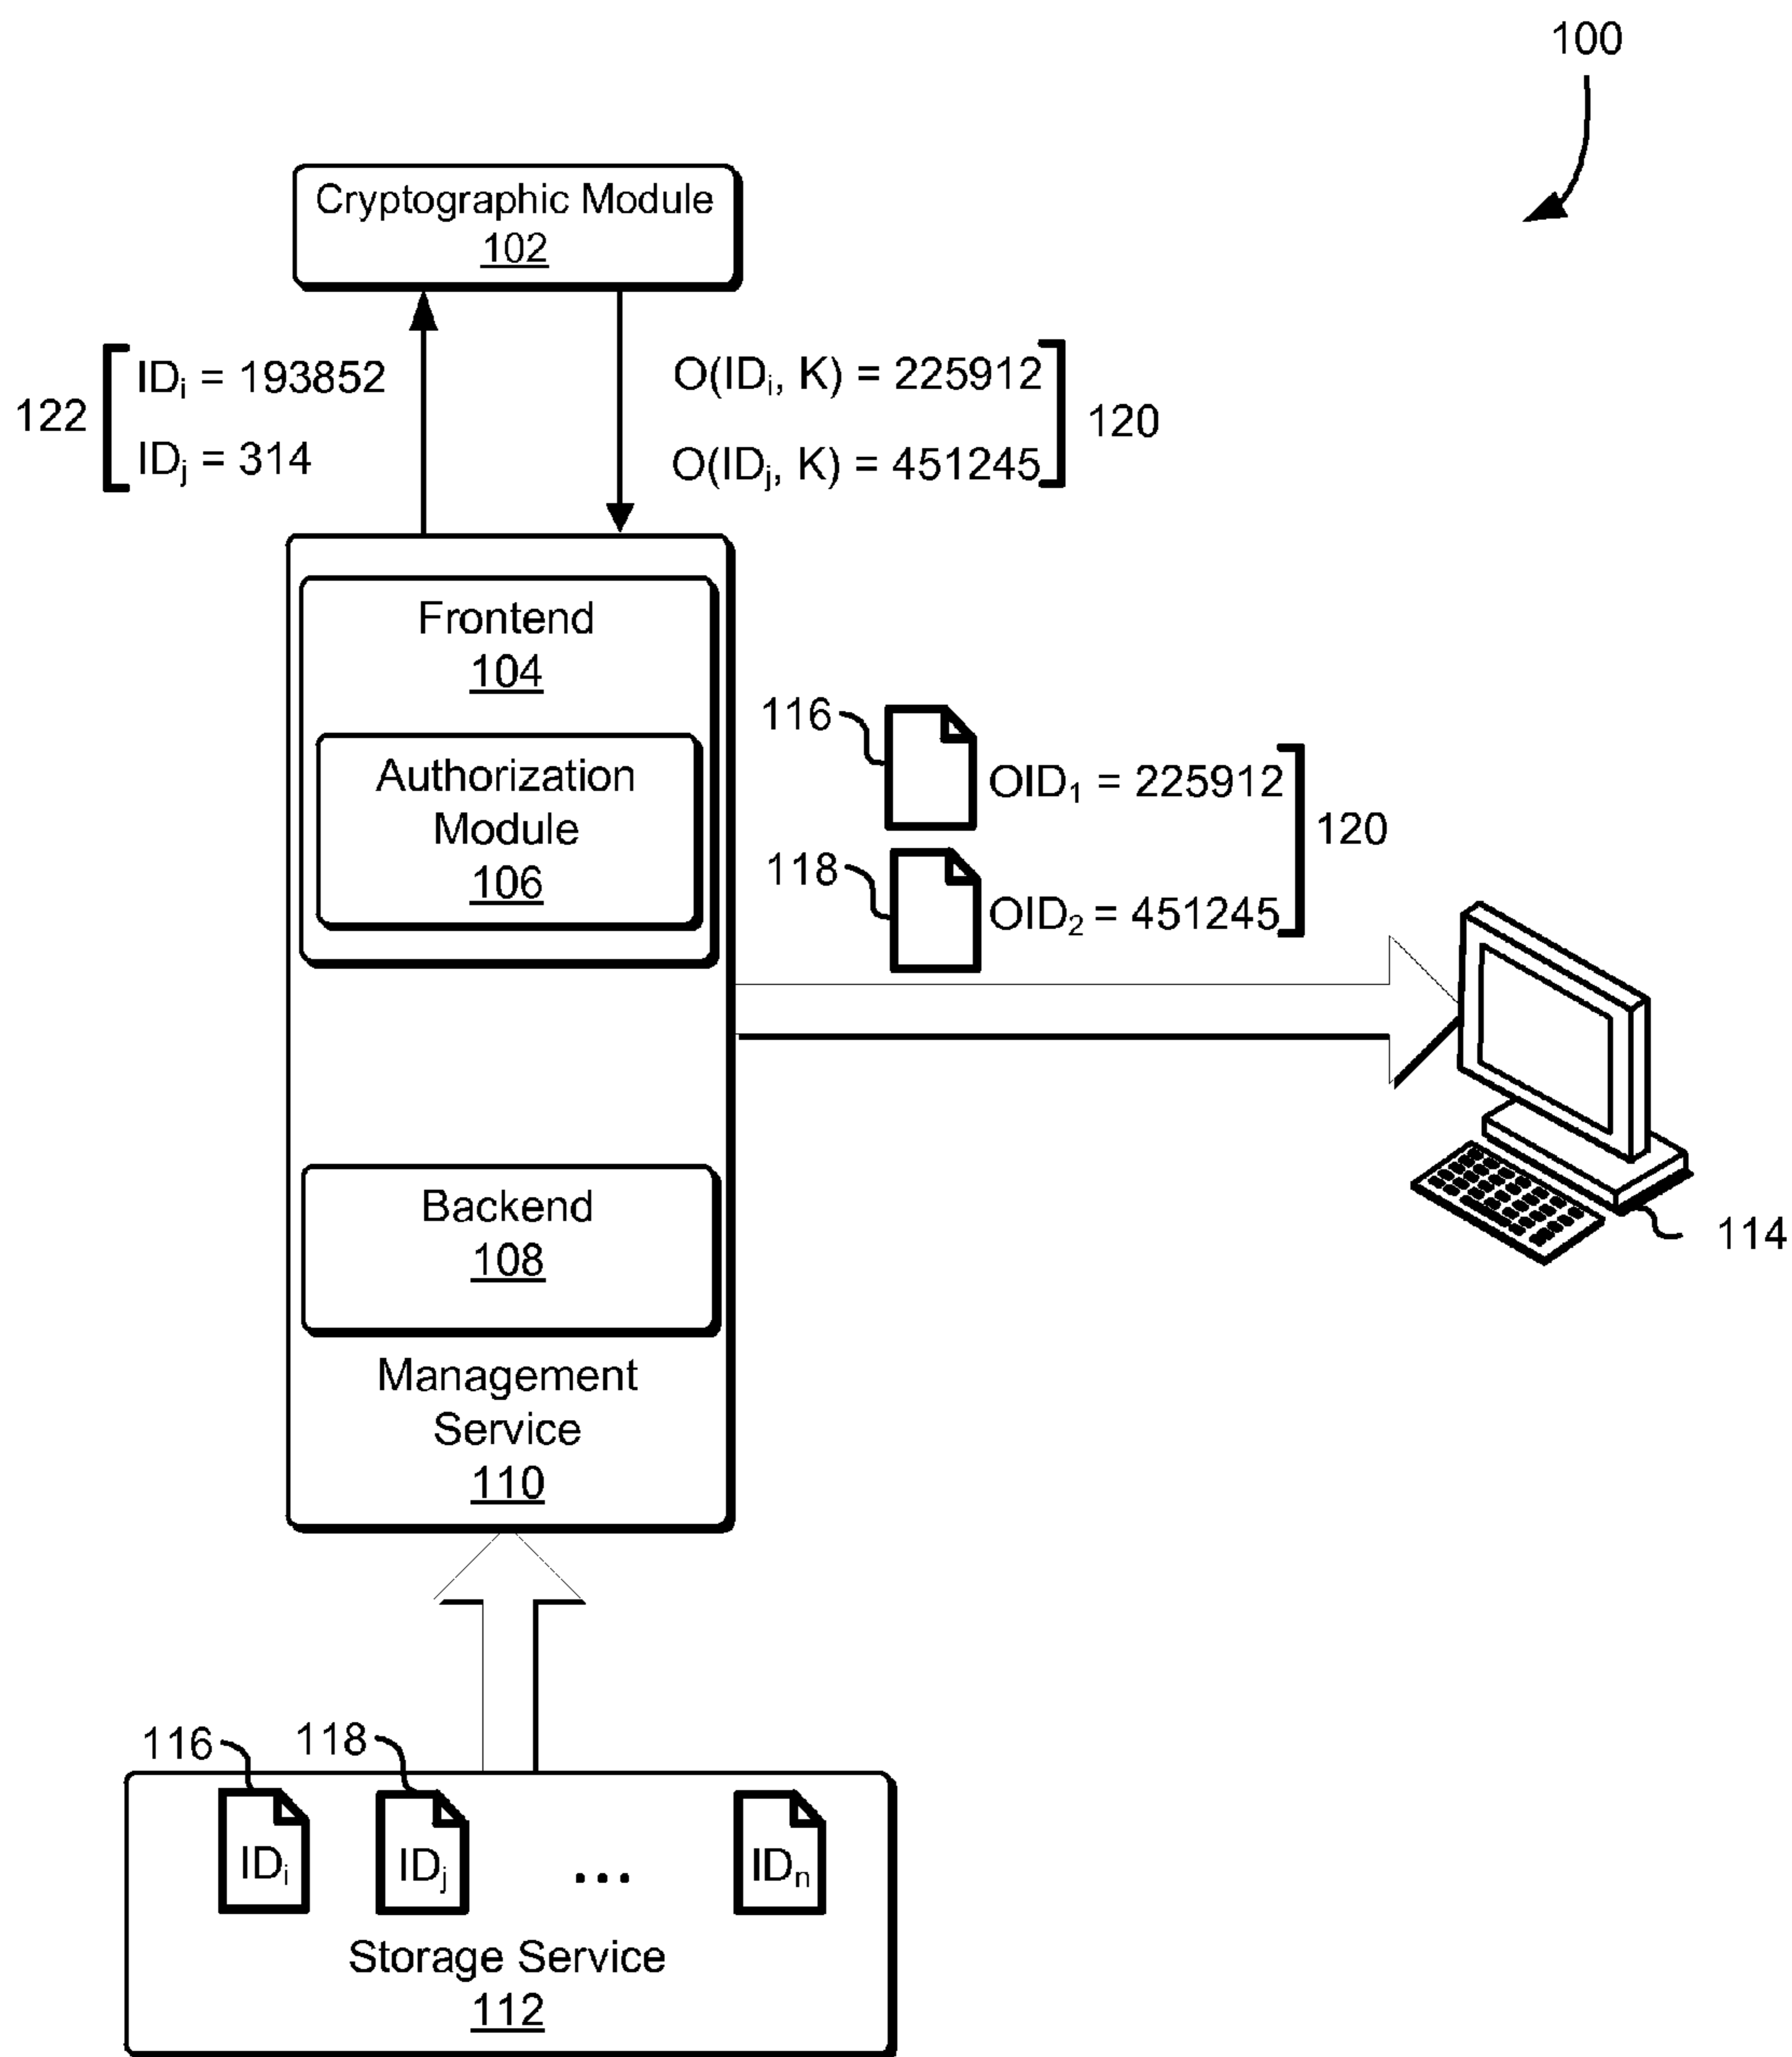 100
Cryptographic Module
102
122
IDi = 193852
IDj = 314
O(IDi, K) = 225912
O(IDj, K) = 451245
120
Frontend
104
Authorization
Module
106
116
OID1 = 225912
118
OID2 = 451245
120
114
Backend
108
Management
Service
110
116
118
IDi
IDj
...
IDn
Storage Service
112